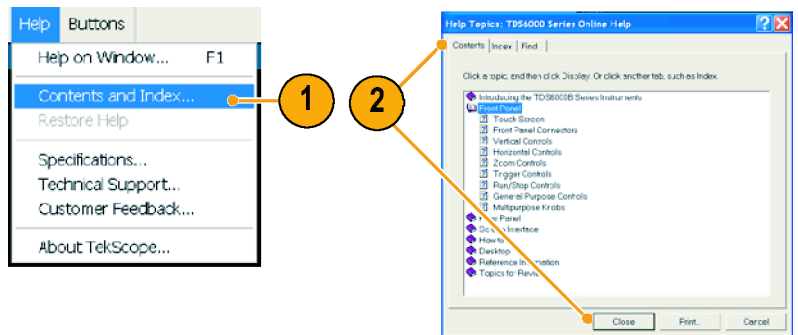 Help Buttons
Help on Window... F1
Contents and Index...
Restore Help
Specifications...
Technical Support...
Customer Feedback...
About TekScope...
1
2
Help Topics: TDS6000 Series Online Help
Contents Index Find
Click a topic, and then click Display. Or click another tab, such as Index.
Introducing the TDS6000B Series Instruments
Front Panel
Touch Screen
Front Panel Connectors
Vertical Controls
Horizontal Controls
Zoom Controls
Trigger Controls
Run/Stop Controls
General Purpose Controls
Multipurpose Knobs
Panel
Interface
How to
Desktop
Reference Information
Topics for
Close Print... Cancel